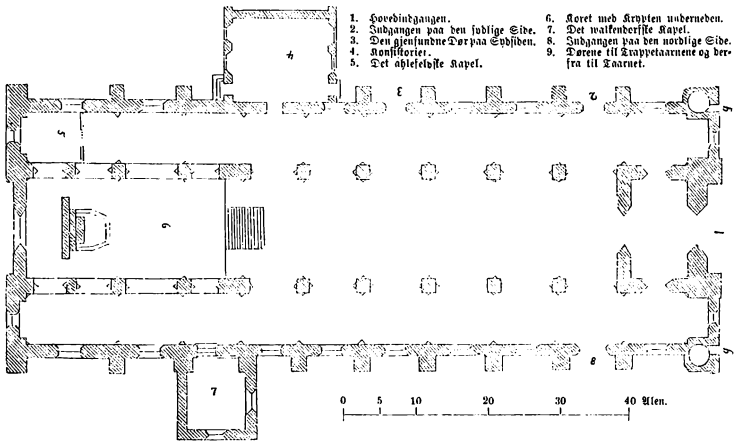 1. Hovedindgangen.
2. Indgangen paa den sydlige Side.
3. Den gjenfundne Dør paa Sydsiden.
4. Konsistoriet.
5. Det ahlefeldske Kapel.
6. Koret med Krypten underneden.
7. Det walkendorffske Kapel.
8. Indgangen paa den nordlige Side.
9. Dørene til Trappetaarnene og der-
fra til Taarnet.
4
3
2
9
5
6
1
9
8
7
0 5 10 20 30 40 Alen.